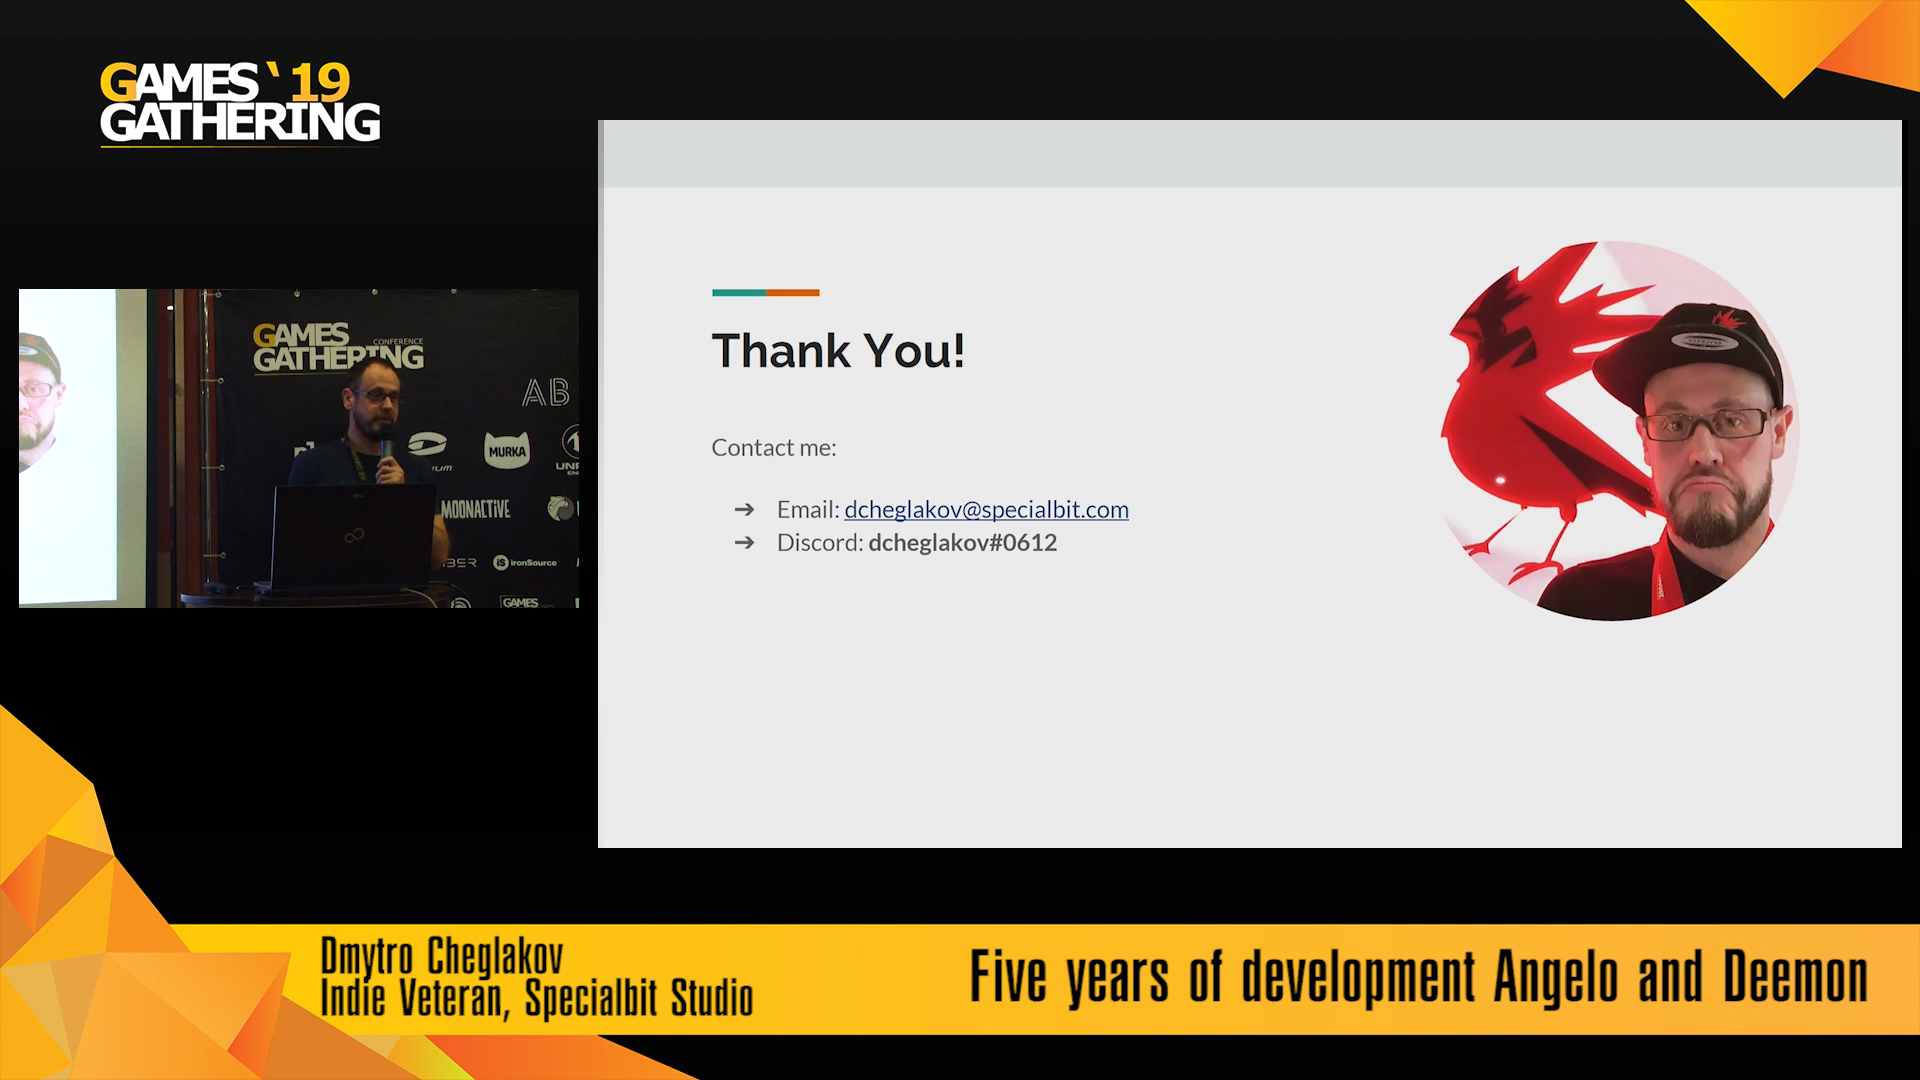 GAMES `19
GATHERING
GAMES
CONFERENCE
GATHERING
AB
MURKA
MOONACTIVE
ironSource
GAMES
Thank You!
Contact me:
➔ Email: dcheglakov@specialbit.com
➔ Discord: dcheglakov#0612
Dmytro Cheglakov
Indie Veteran, Specialbit Studio
Five years of development Angelo and Deemon